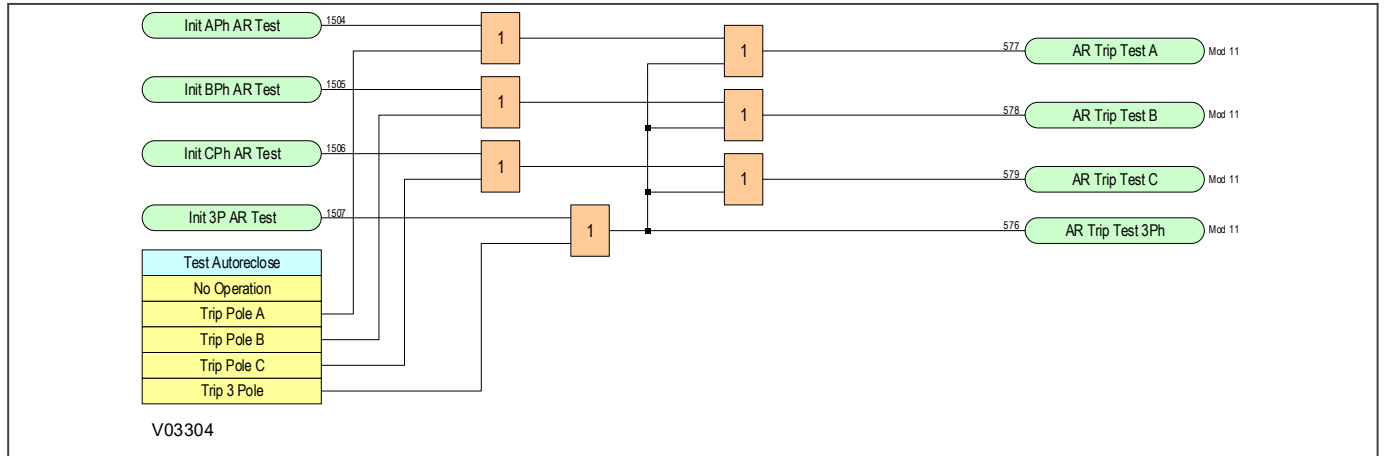 Init APh AR Test 1504
1
1
577 AR Trip Test A Mod 11
Init BPh AR Test 1505
1
1
578 AR Trip Test B Mod 11
Init CPh AR Test 1506
1
1
579 AR Trip Test C Mod 11
Init 3P AR Test 1507
1
576 AR Trip Test 3Ph Mod 11
Test Autoreclose
No Operation
Trip Pole A
Trip Pole B
Trip Pole C
Trip 3 Pole
V03304